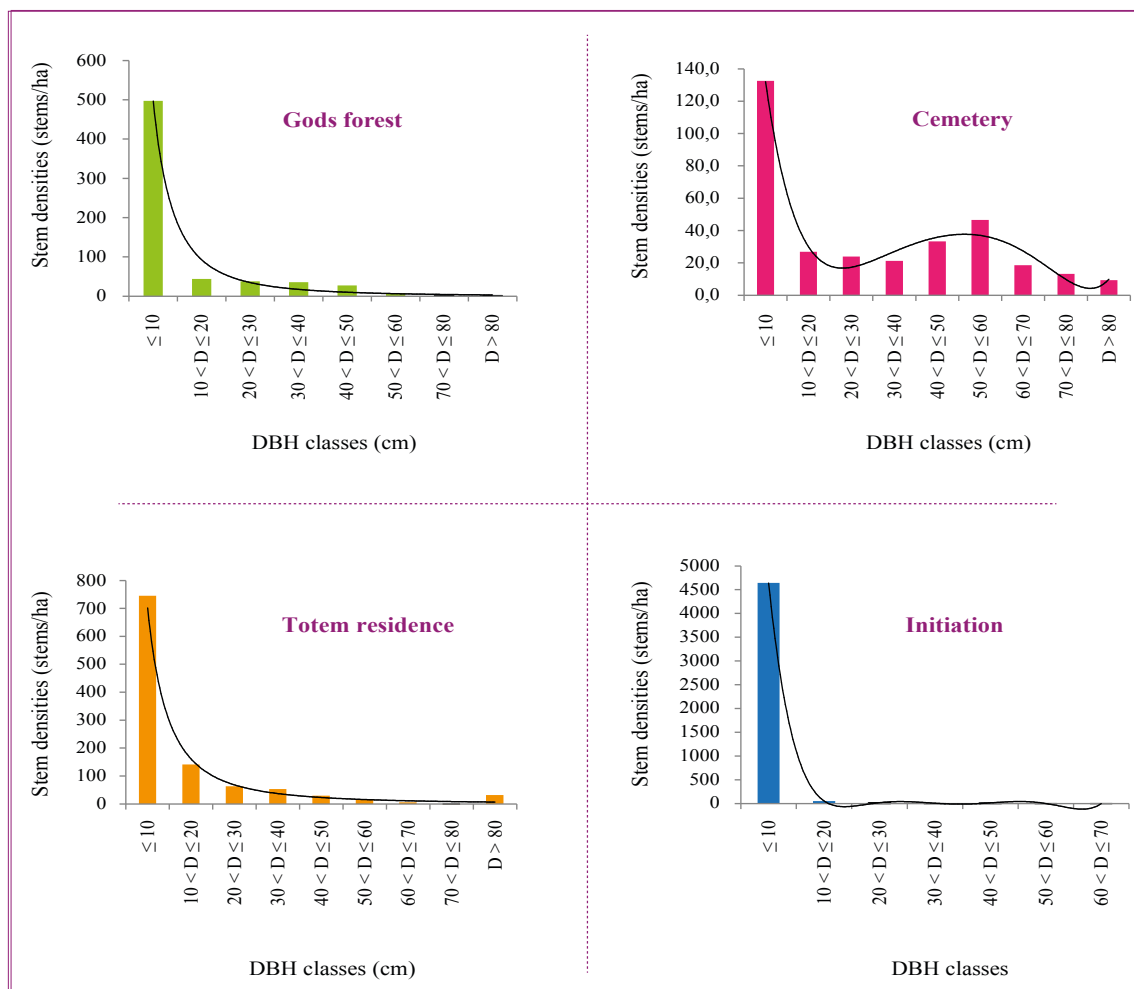 Gods forest
Stem densities (stems/ha)
600
500
400
300
200
100
0
≤ 10
10 < D ≤ 20
20 < D ≤ 30
30 < D ≤ 40
40 < D ≤ 50
50 < D ≤ 60
70 < D ≤ 80
D > 80
DBH classes (cm)
Cemetery
Stem densities (stems/ha)
140,0
120,0
100,0
80,0
60,0
40,0
20,0
0,0
≤ 10
10 < D ≤ 20
20 < D ≤ 30
30 < D ≤ 40
40 < D ≤ 50
50 < D ≤ 60
60 < D ≤ 70
70 < D ≤ 80
D > 80
DBH classes (cm)
Totem residence
Stem densities (stems/ha)
800
700
600
500
400
300
200
100
0
≤ 10
10 < D ≤ 20
20 < D ≤ 30
30 < D ≤ 40
40 < D ≤ 50
50 < D ≤ 60
60 < D ≤ 70
70 < D ≤ 80
D > 80
DBH classes (cm)
Initiation
Stem densities (stems/ha)
5000
4500
4000
3500
3000
2500
2000
1500
1000
500
0
≤ 10
10 < D ≤ 20
20 < D ≤ 30
30 < D ≤ 40
40 < D ≤ 50
50 < D ≤ 60
60 < D ≤ 70
DBH classes